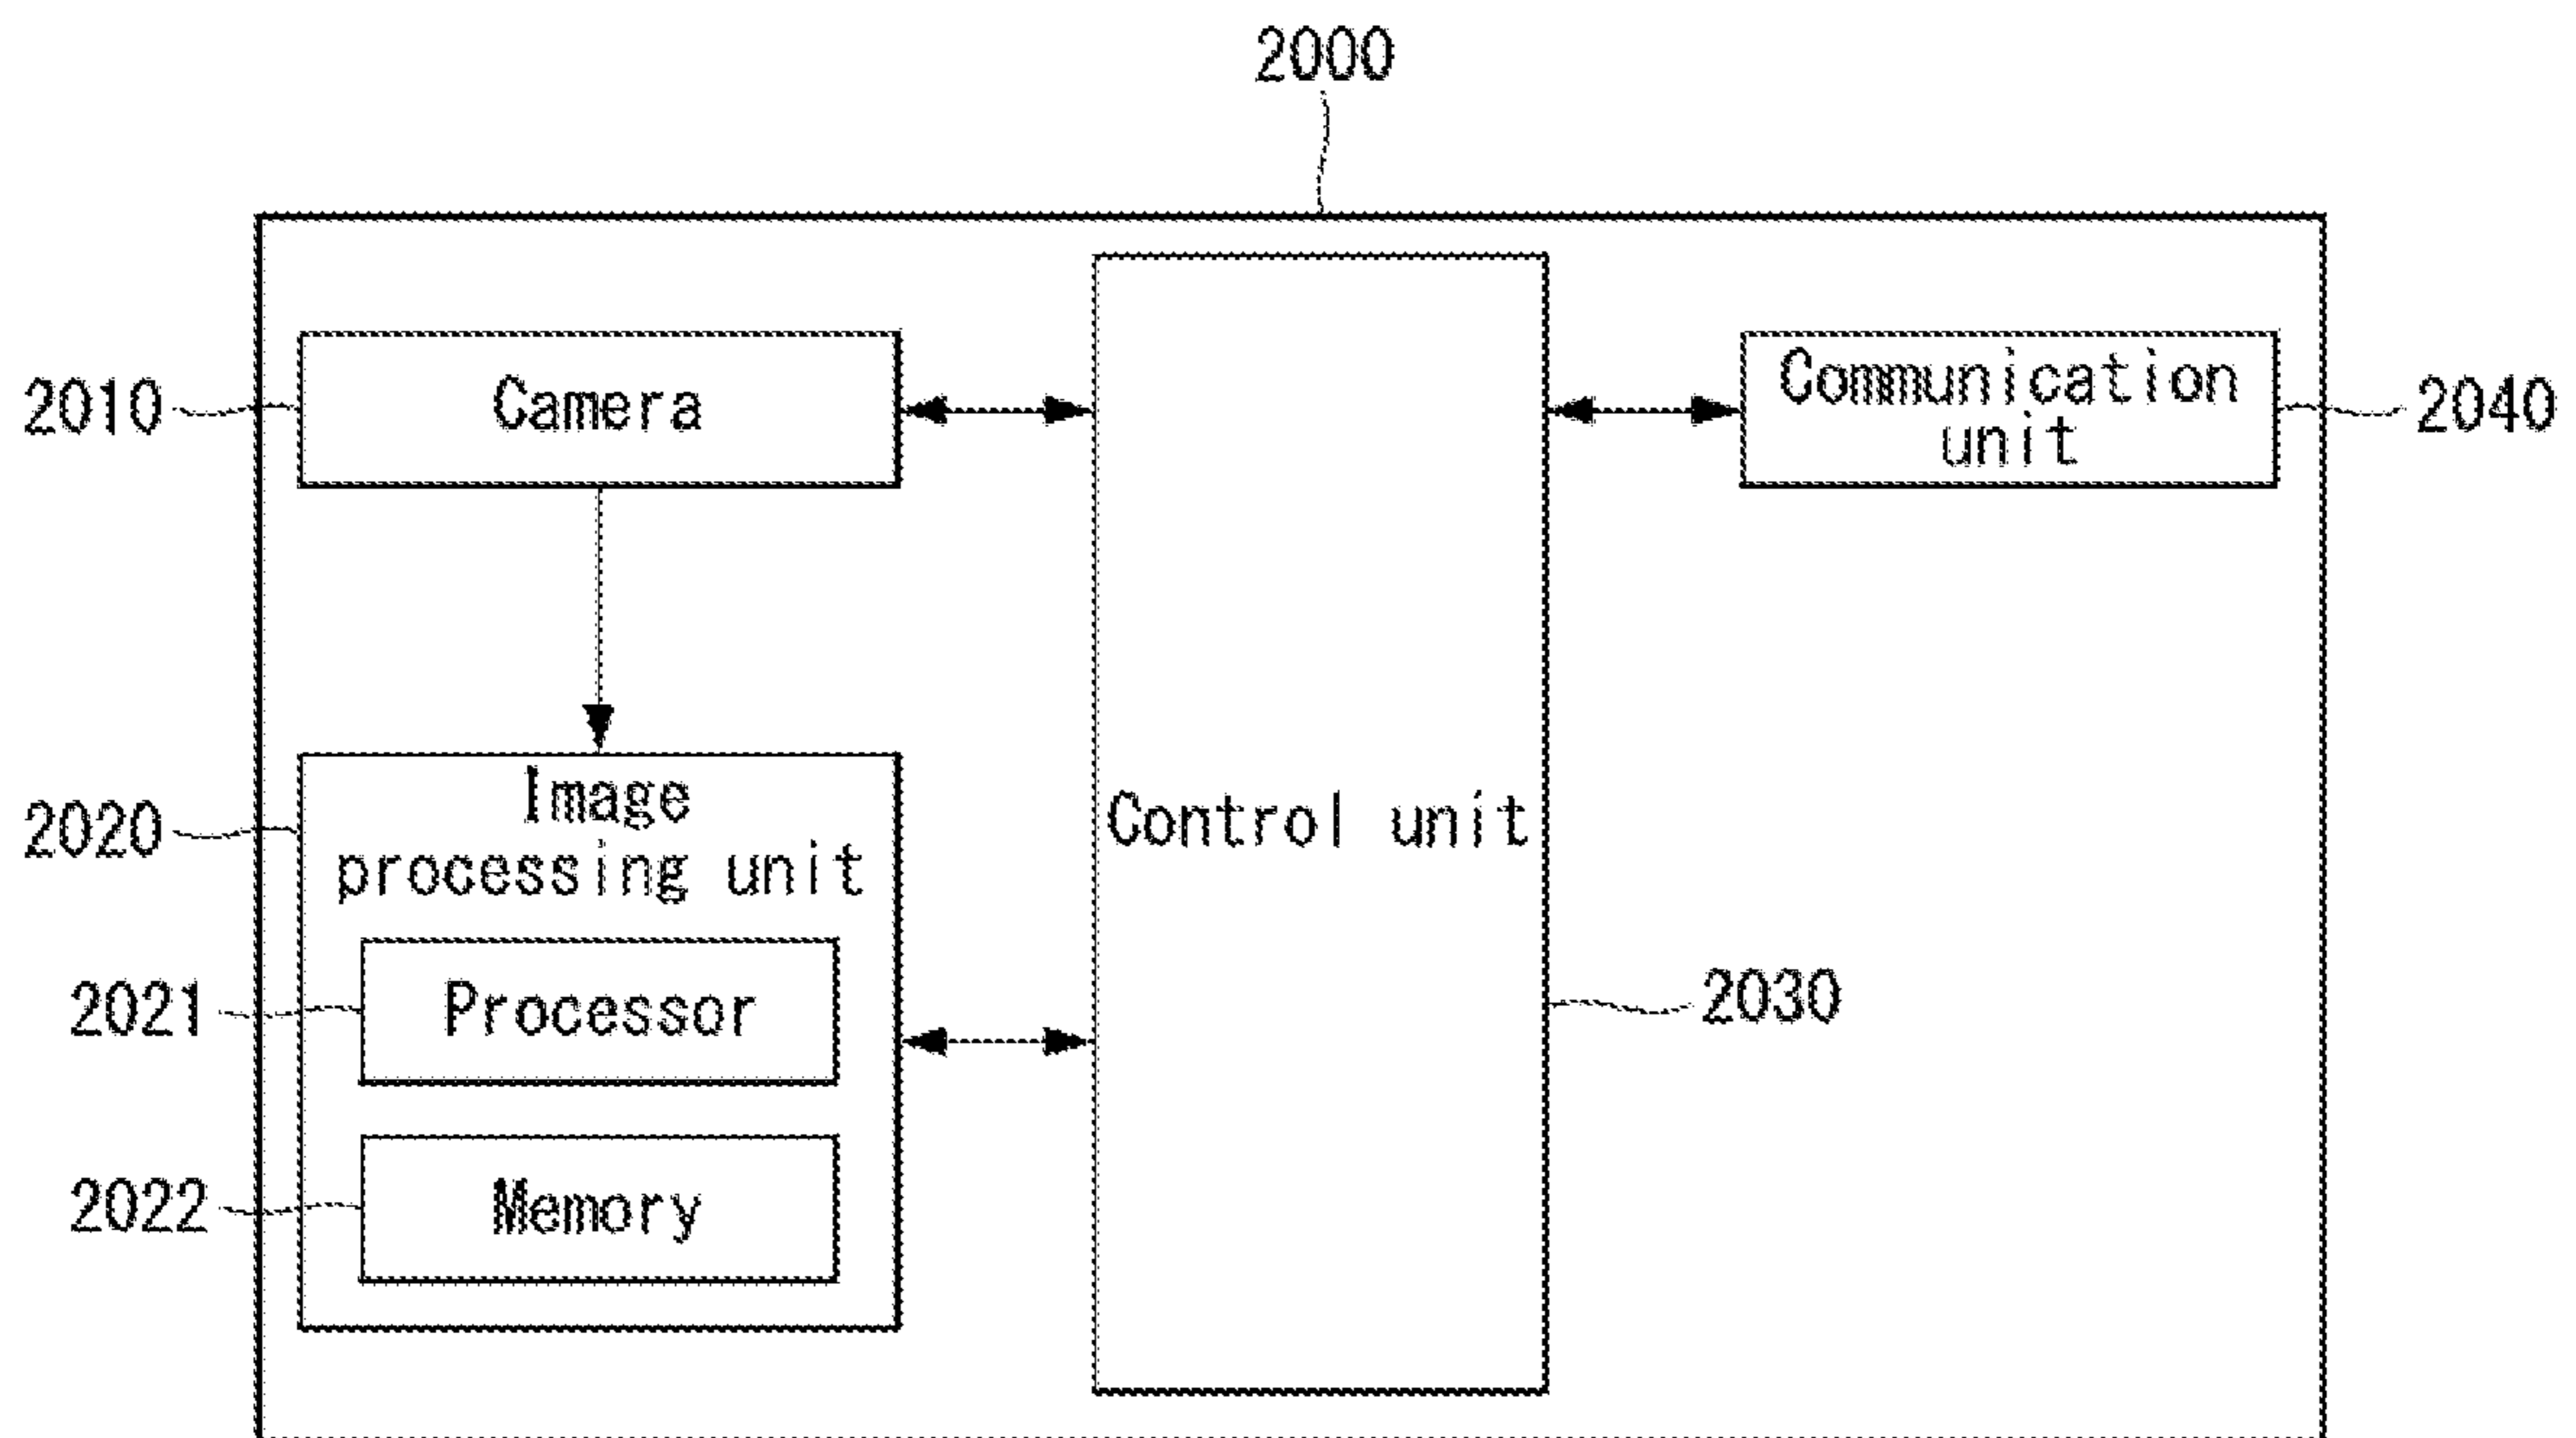 2000
2010
Camera
Communication
unit
2040
2020
Image
processing unit
Control unit
2021
Processor
2030
2022
Memory